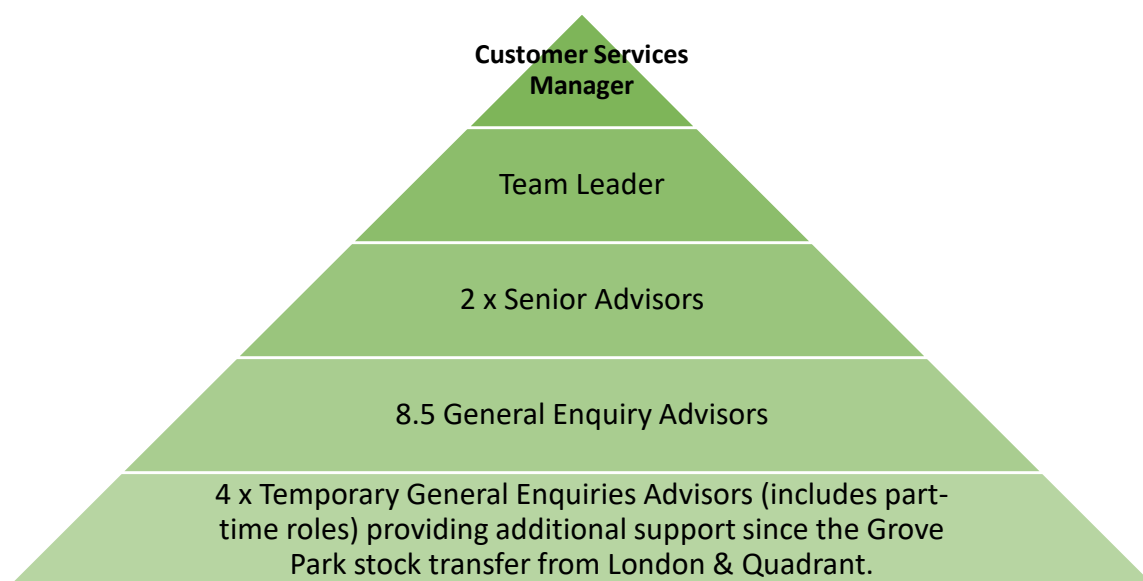 Customer Services
Manager
Team Leader
2 x Senior Advisors
8.5 General Enquiry Advisors
4 x Temporary General Enquiries Advisors (includes part-
time roles) providing additional support since the Grove
Park stock transfer from London & Quadrant.